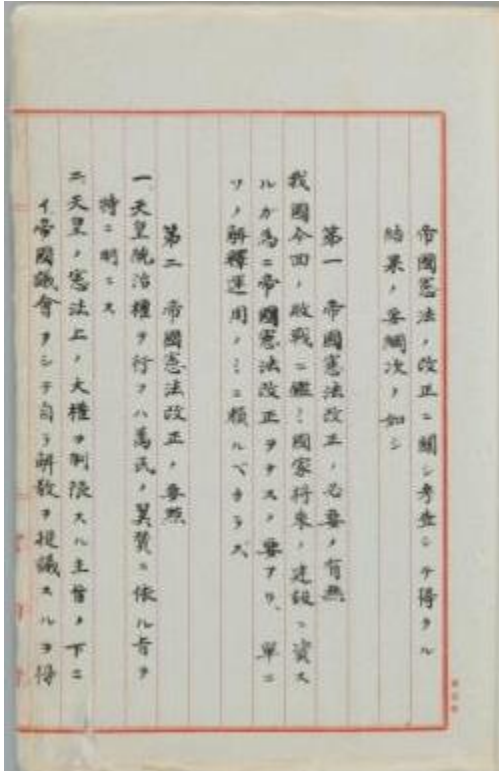 帝國憲法ノ改正ニ關シ考査シテ得タル
結果ノ要綱次ノ如シ
第一 帝國憲法改正ノ必要ノ有無
我國今回ノ敗戰ニ鑑ミ國家將來ノ建設ニ資ス
ルガ為ニ帝國憲法改正ヲナスノ要アリ、單ニ
ソノ解釋運用ノミニ頼ルベカラズ
第二 帝國憲法改正ノ要點
一、天皇統治權ヲ行フハ萬民ノ翼賛ニ依ル旨ヲ
特ニ明ニス
二、天皇ノ憲法上ノ大權ヲ制限スル主旨ノ下ニ
イ 帝國議會ヲシテ自ラ解散ヲ提議スルヲ得